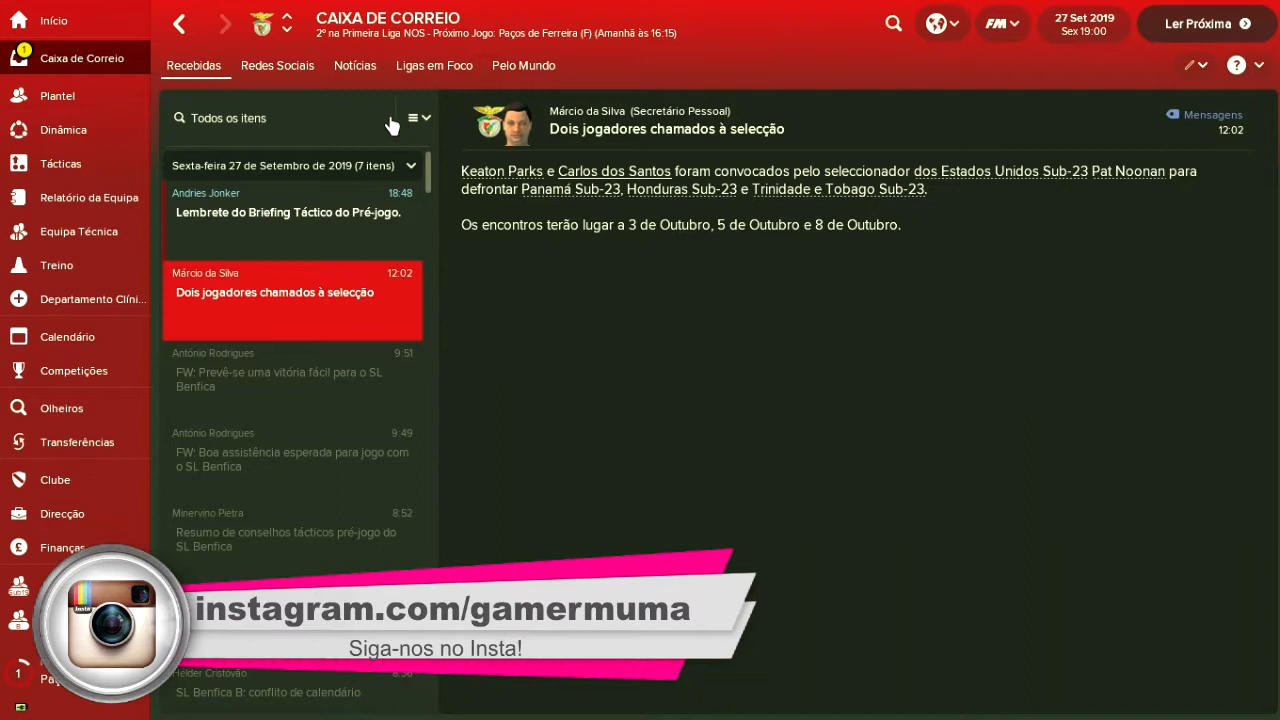 Início
1
Caixa de Correio
Plantel
Dinâmica
Tácticas
Relatório da Equipa
Equipa Técnica
Treino
Departamento Clíni...
Calendário
Competições
Olheiros
Transferências
Clube
Direcção
Finanças
Sub19
B
1
CAIXA DE CORREIO
2º na Primeira Liga NOS - Próximo Jogo: Paços de Ferreira (F) (Amanhã às 16:15)
FM
27 Set 2019
Sex 19:00
Ler Próxima
Recebidas
Redes Sociais
Notícias
Ligas em Foco
Pelo Mundo
?
Todos os itens
Sexta-feira 27 de Setembro de 2019 (7 itens)
Andries Jonker 18:48
Lembrete do Briefing Táctico do Pré-jogo.
Márcio da Silva 12:02
Dois jogadores chamados à selecção
António Rodrigues 9:51
FW: Prevê-se uma vitória fácil para o SL
Benfica
António Rodrigues 9:49
FW: Boa assistência esperada para jogo com
o SL Benfica
Minervino Pietra 8:52
Resumo de conselhos tácticos pré-jogo do
SL Benfica
Hélder Cristóvão
SL Benfica B: conflito de calendário
Márcio da Silva (Secretário Pessoal)
Dois jogadores chamados à selecção
Mensagens
12:02
Keaton Parks e Carlos dos Santos foram convocados pelo seleccionador dos Estados Unidos Sub-23 Pat Noonan para
defrontar Panamá Sub-23, Honduras Sub-23 e Trinidade e Tobago Sub-23.
Os encontros terão lugar a 3 de Outubro, 5 de Outubro e 8 de Outubro.
Insta
instagram.com/gamermuma
Siga-nos no Insta!